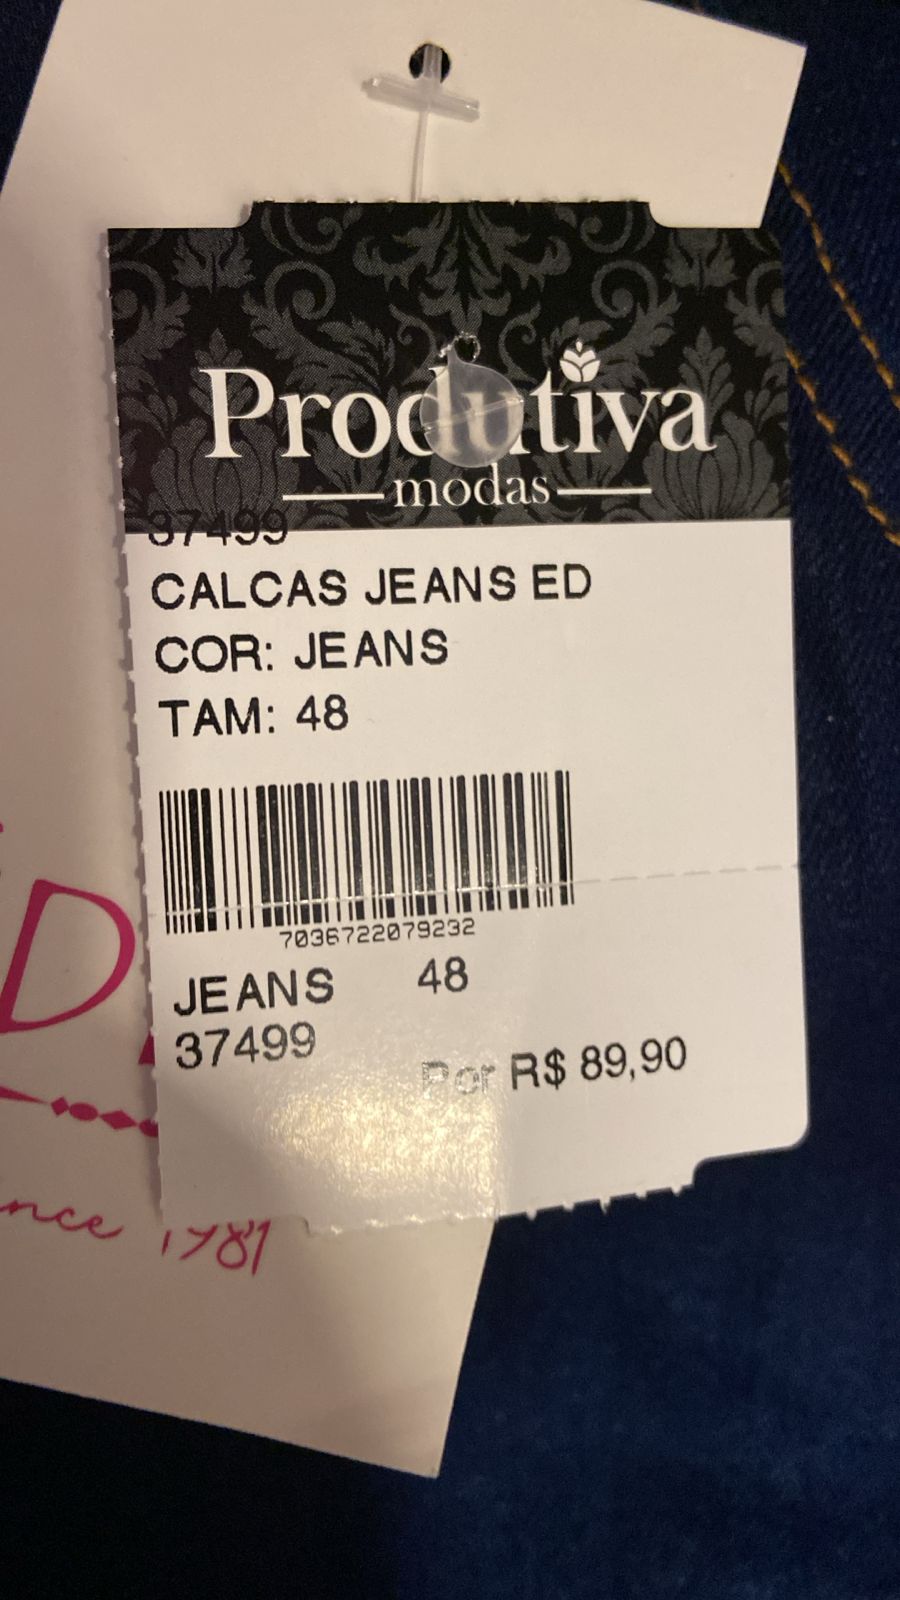 Produtiva
modas
37499
CALCAS JEANS ED
COR: JEANS
TAM: 48
7036722079232
JEANS 48
37499
Por R$ 89,90
D
nce 1981